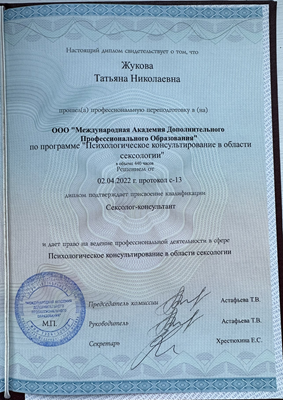 Настоящий диплом свидетельствует о том, что
Жукова
Татьяна Николаевна
прошел(а) профессиональную переподготовку в (на)
ООО "Международная Академия Дополнительного
Профессионального Образования"
по программе "Психологическое консультирование в области
сексологии"
в объеме 440 часов
Решением от
02.04.2022 г. протокол с-13
диплом подтверждает присвоение квалификации
Сексолог-консультант
и дает право на ведение профессиональной деятельности в сфере
Психологическое консультирование в области сексологии
Председатель комиссии Астафьева Т.В.
Руководитель Астафьева Т.В.
М.П.
Секретарь Хрестюхина Е.С.